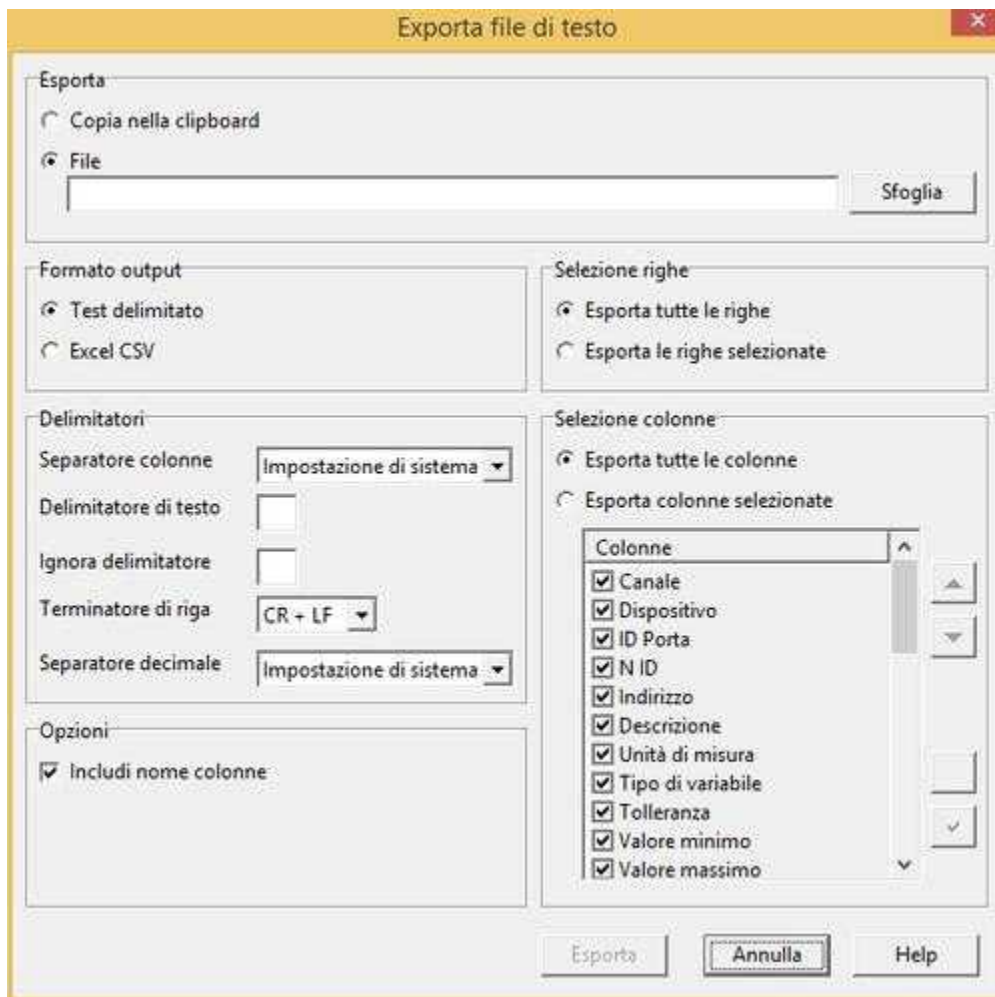 Exporta file di testo
Esporta
Copia nella clipboard
File
Sfoglia
Formato output
Test delimitato
Excel CSV
Selezione righe
Esporta tutte le righe
Esporta le righe selezionate
Delimitatori
Separatore colonne
Impostazione di sistema
Delimitatore di testo
Ignora delimitatore
Terminatore di riga
CR + LF
Separatore decimale
Impostazione di sistema
Opzioni
Includi nome colonne
Selezione colonne
Esporta tutte le colonne
Esporta colonne selezionate
Colonne
Canale
Dispositivo
ID Porta
N ID
Indirizzo
Descrizione
Unità di misura
Tipo di variabile
Tolleranza
Valore minimo
Valore massimo
Esporta
Annulla
Help